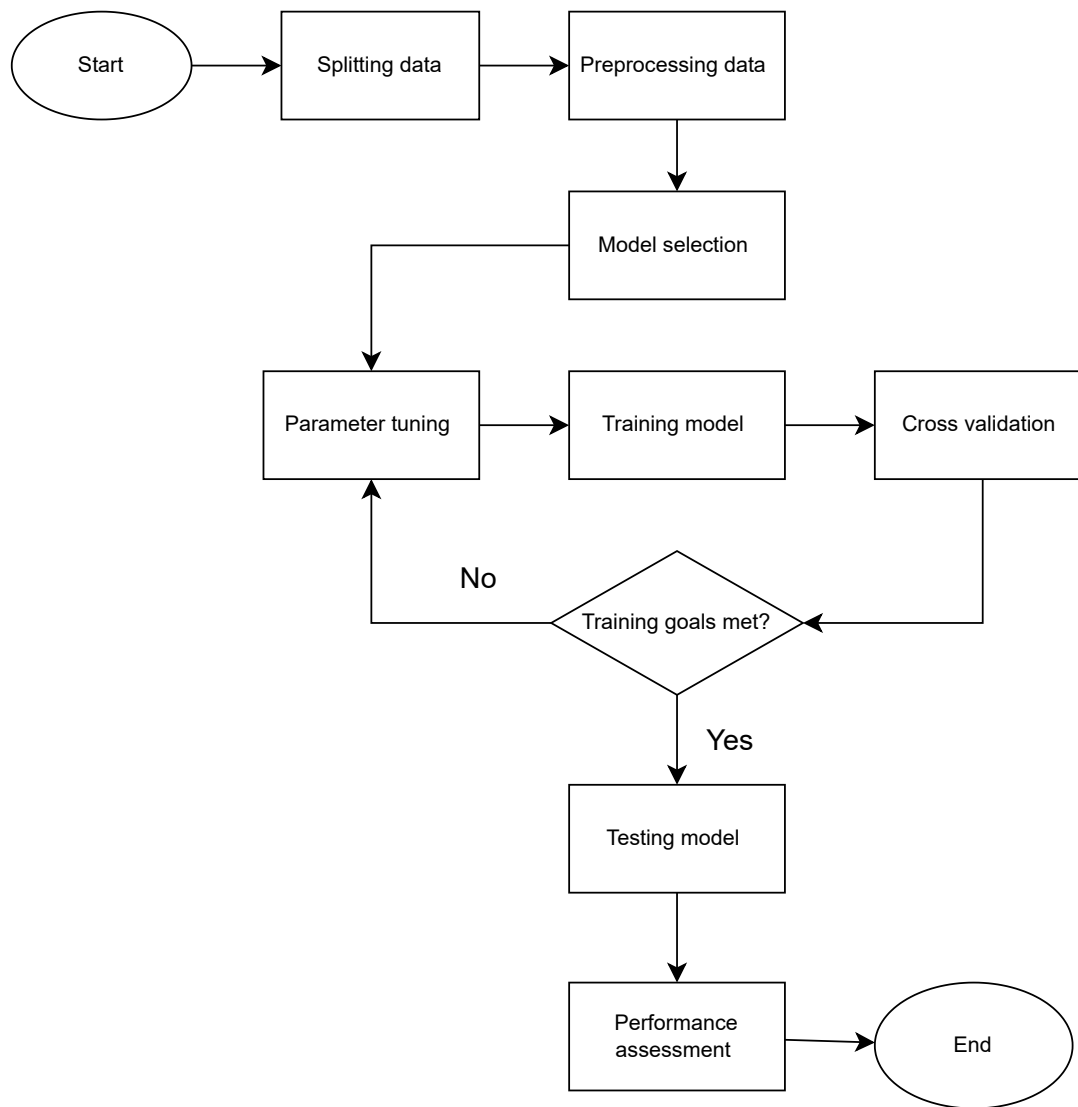 Start
Splitting data
Preprocessing data
Model selection
Parameter tuning
Training model
Cross validation
No
Training goals met?
Yes
Testing model
Performance
assessment
End